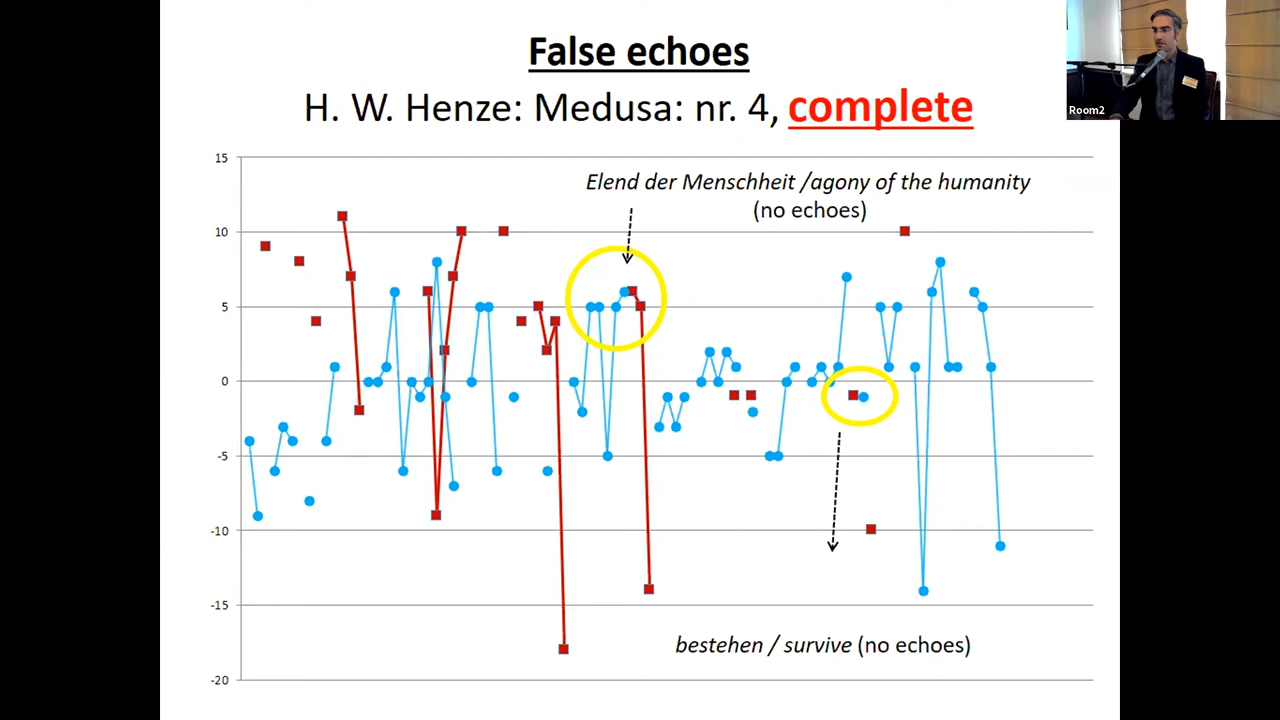 False echoes
H. W. Henze: Medusa: nr. 4, complete
Room2
15
Elend der Menschheit /agony of the humanity
(no echoes)
10
5
0
-5
-10
-15
bestehen / survive (no echoes)
-20